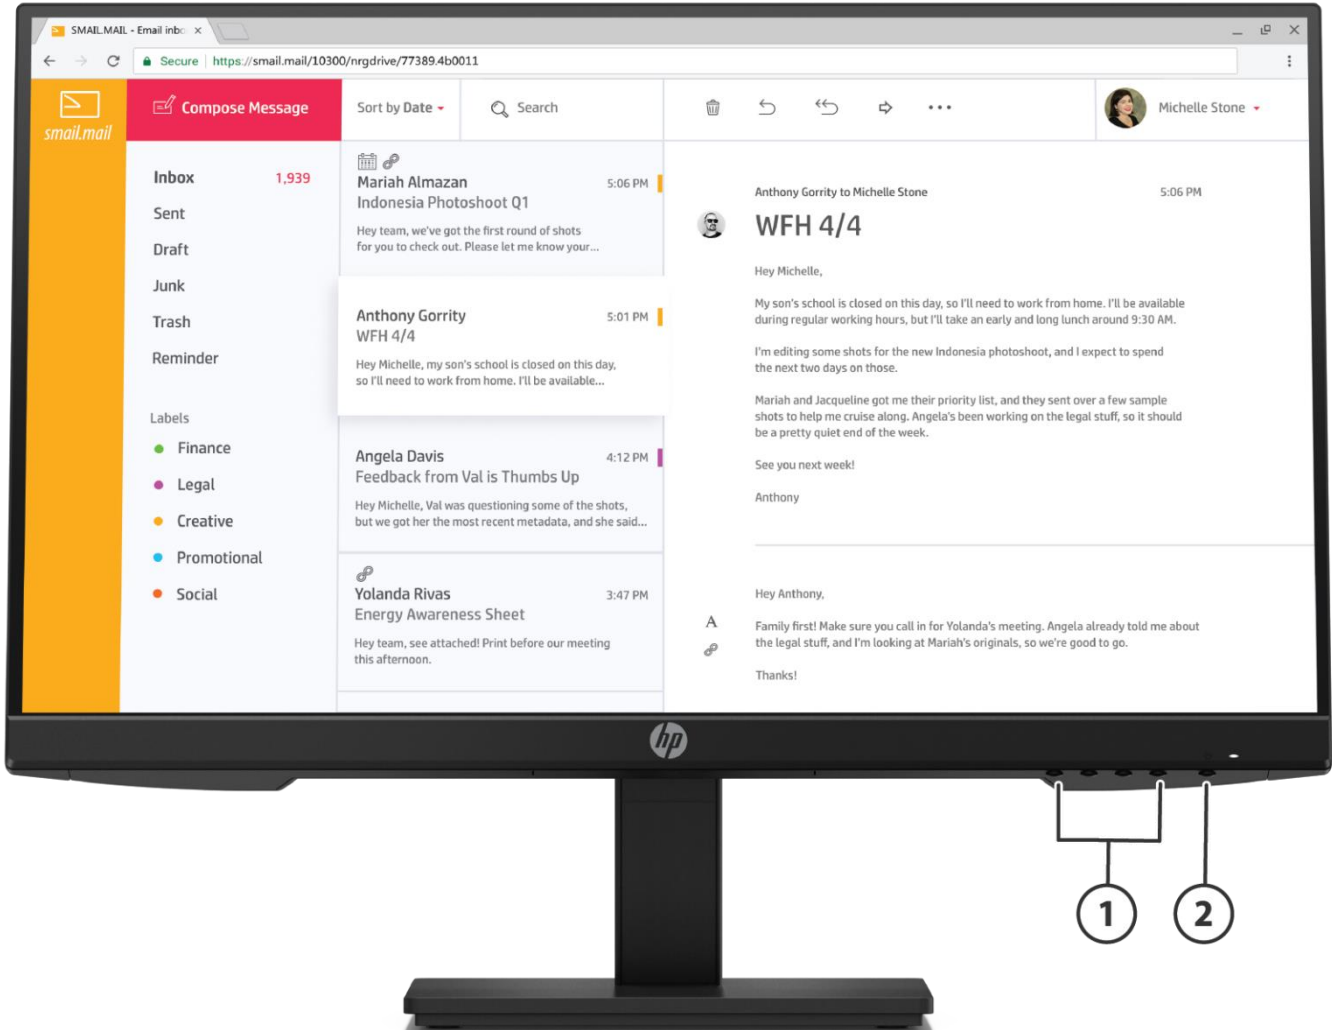 SMAIL.MAIL - Email inbo
Secure https://smail.mail/10300/nrgdrive/77389.4b0011
smail.mail
Compose Message
Sort by Date
Search
Michelle Stone
Inbox 1,939
Sent
Draft
Junk
Trash
Reminder
Labels
Finance
Legal
Creative
Promotional
Social
Mariah Almazan 5:06 PM
Indonesia Photoshoot Q1
Hey team, we've got the first round of shots
for you to check out. Please let me know your...
Anthony Gorrity 5:01 PM
WFH 4/4
Hey Michelle, my son's school is closed on this day,
so I'll need to work from home. I'll be available...
Angela Davis 4:12 PM
Feedback from Val is Thumbs Up
Hey Michelle, Val was questioning some of the shots,
but we got her the most recent metadata, and she said...
Yolanda Rivas 3:47 PM
Energy Awareness Sheet
Hey team, see attached! Print before our meeting
this afternoon.
Anthony Gorrity to Michelle Stone 5:06 PM
WFH 4/4
Hey Michelle,
My son's school is closed on this day, so I'll need to work from home. I'll be available
during regular working hours, but I'll take an early and long lunch around 9:30 AM.
I'm editing some shots for the new Indonesia photoshoot, and I expect to spend
the next two days on those.
Mariah and Jacqueline got me their priority list, and they sent over a few sample
shots to help me cruise along. Angela's been working on the legal stuff, so it should
be a pretty quiet end of the week.
See you next week!
Anthony
Hey Anthony,
A
Family first! Make sure you call in for Yolanda's meeting. Angela already told me about
the legal stuff, and I'm looking at Mariah's originals, so we're good to go.
Thanks!
hp
1
2